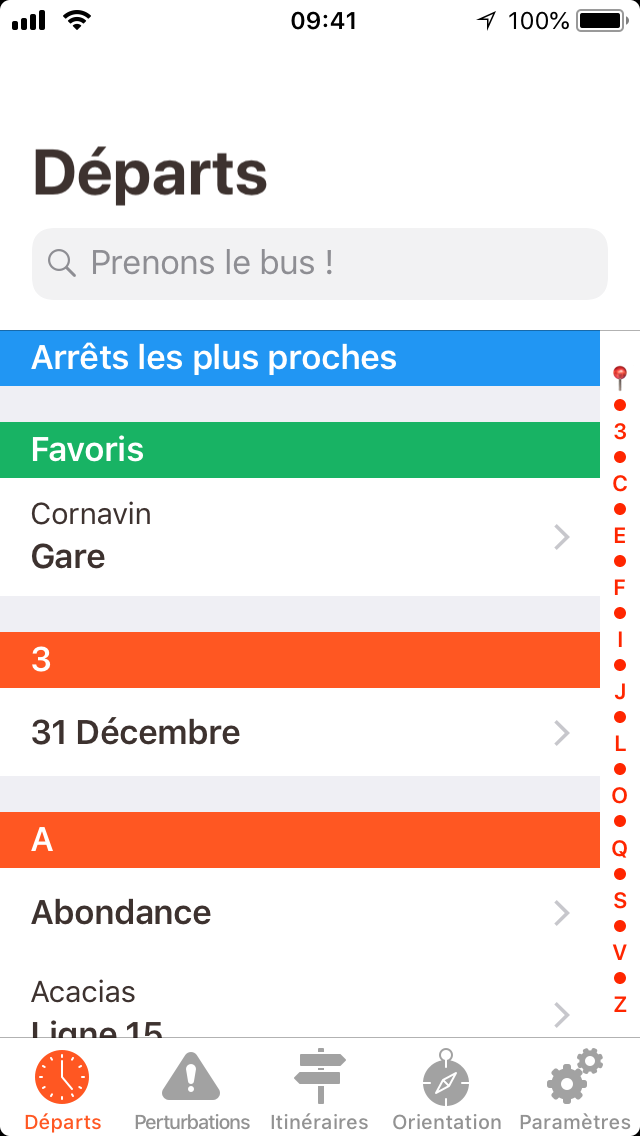 09:41 100%
Départs
Prenons le bus !
Arrêts les plus proches
Favoris
Cornavin
Gare
3
31 Décembre
A
Abondance
Acacias
Ligne 15
3
C
E
F
I
J
L
O
Q
S
V
Z
Départs Perturbations Itinéraires Orientation Paramètres